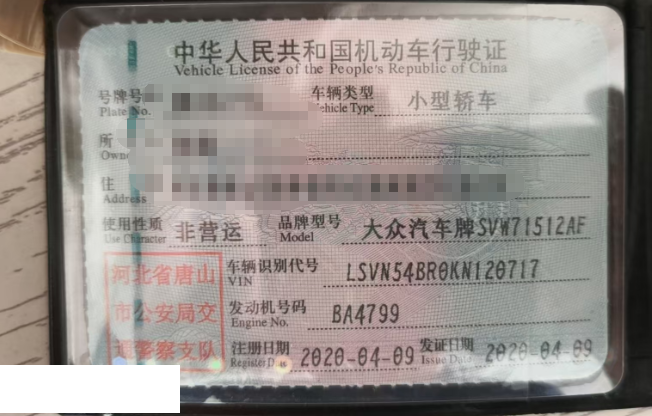 中华人民共和国机动车行驶证
Vehicle License of the People's Republic of China
号牌号
Plate No.
车辆类型
Vehicle Type
小型轿车
所
Owne
住
Address
使用性质
Use Character
非营运
品牌型号
Model
大众汽车牌SVW71512AF
河北省唐山
市公安局交
通警察支队
车辆识别代号
VIN
LSVN54BR0KN120717
发动机号码
Engine No.
BA4799
注册日期
Register Date
2020-04-09
发证日期
Issue Date
2020-04-09